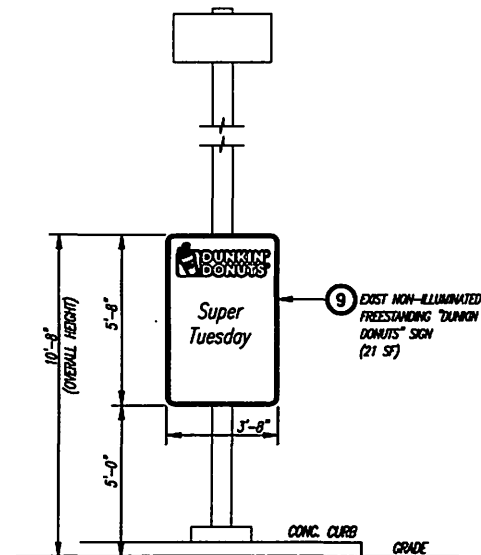 DUNKIN'
DONUTS
Super
Tuesday
10'-8"
(OVERALL HEIGHT)
5'-8"
5'-0"
3'-8"
9
EXIST NON-ILLUMINATED
FREESTANDING "DUNKIN
DONUTS" SIGN
(21 SF)
CONC. CURB
GRADE